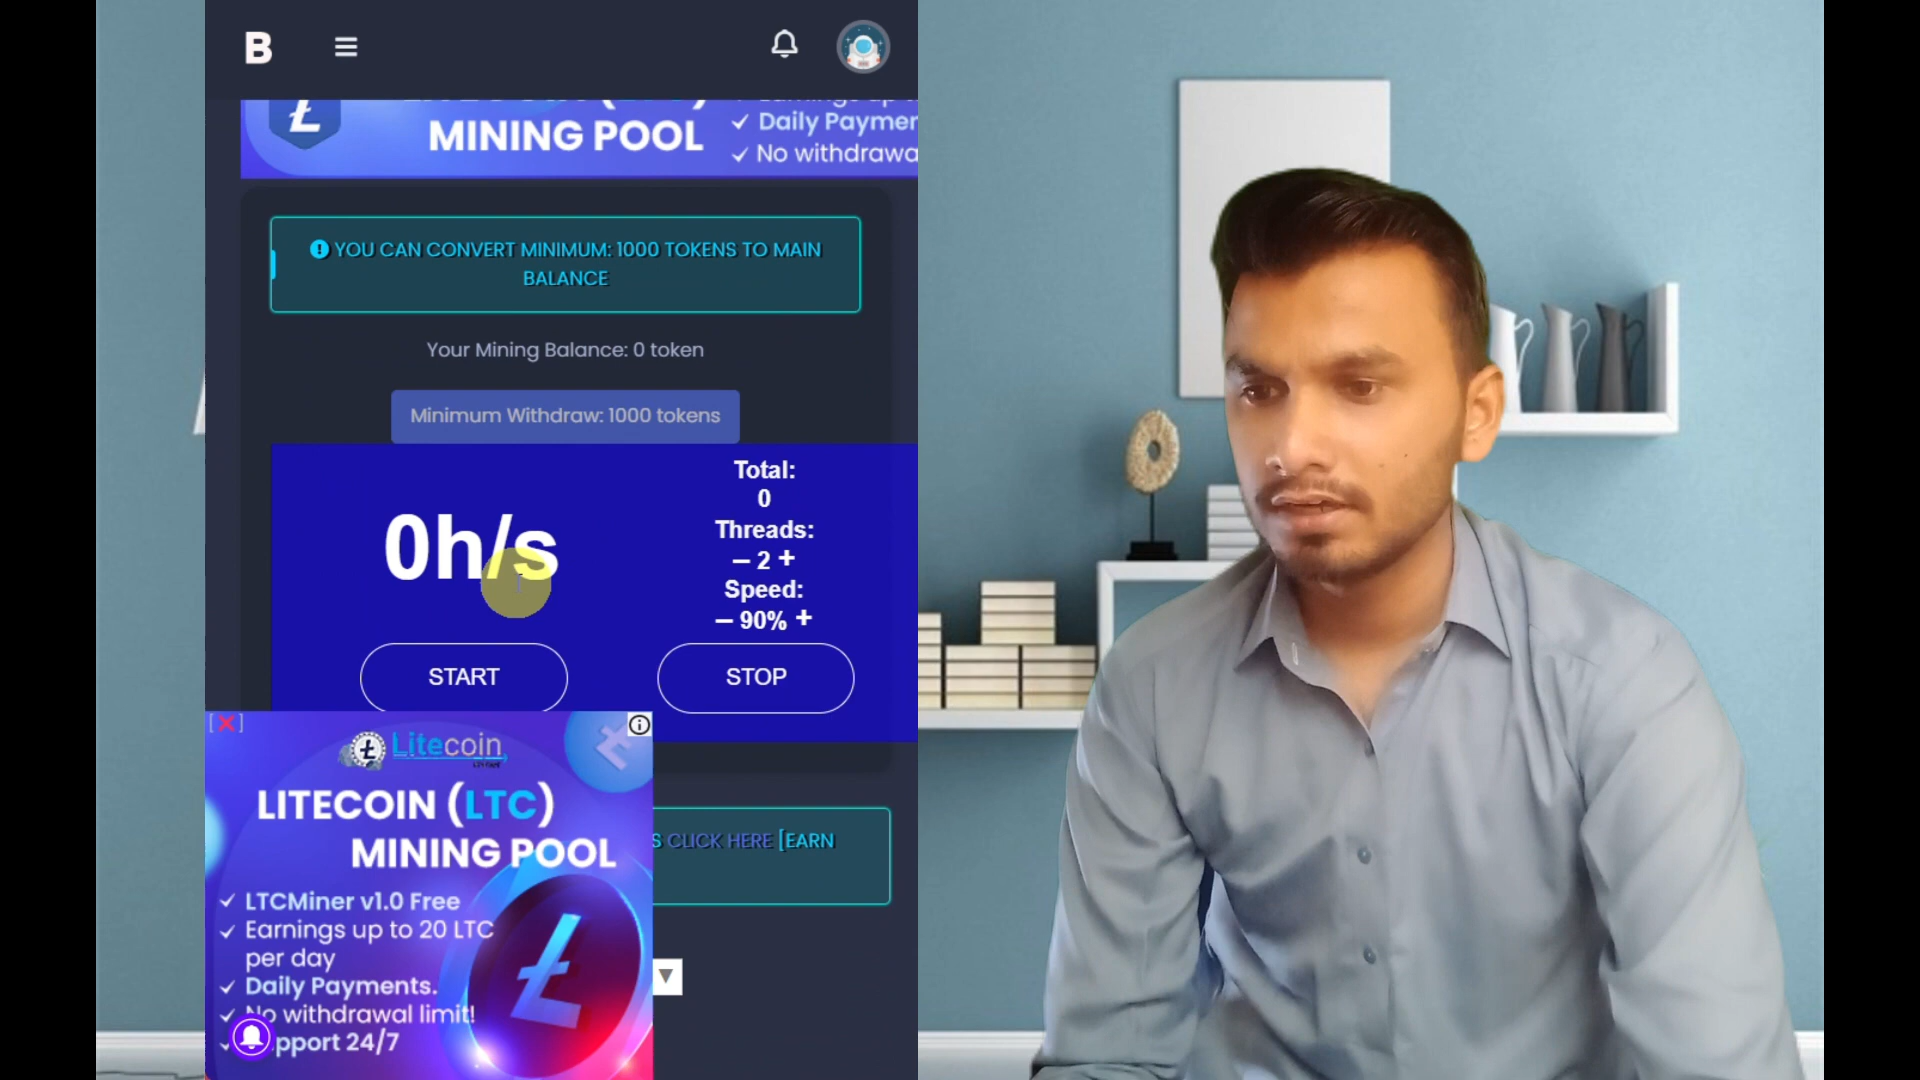 B
MINING POOL
✓ Daily Paymen
✓ No withdrawa
YOU CAN CONVERT MINIMUM: 1000 TOKENS TO MAIN
BALANCE
Your Mining Balance: 0 token
Minimum Withdraw: 1000 tokens
0h/s
Total:
0
Threads:
– 2 +
Speed:
– 90% +
START
STOP
[X]
Litecoin
LITECOIN (LTC)
MINING POOL
✓ LTCMiner v1.0 Free
✓ Earnings up to 20 LTC
per day
✓ Daily Payments.
✓ No withdrawal limit!
✓ pport 24/7
S CLICK HERE [EARN